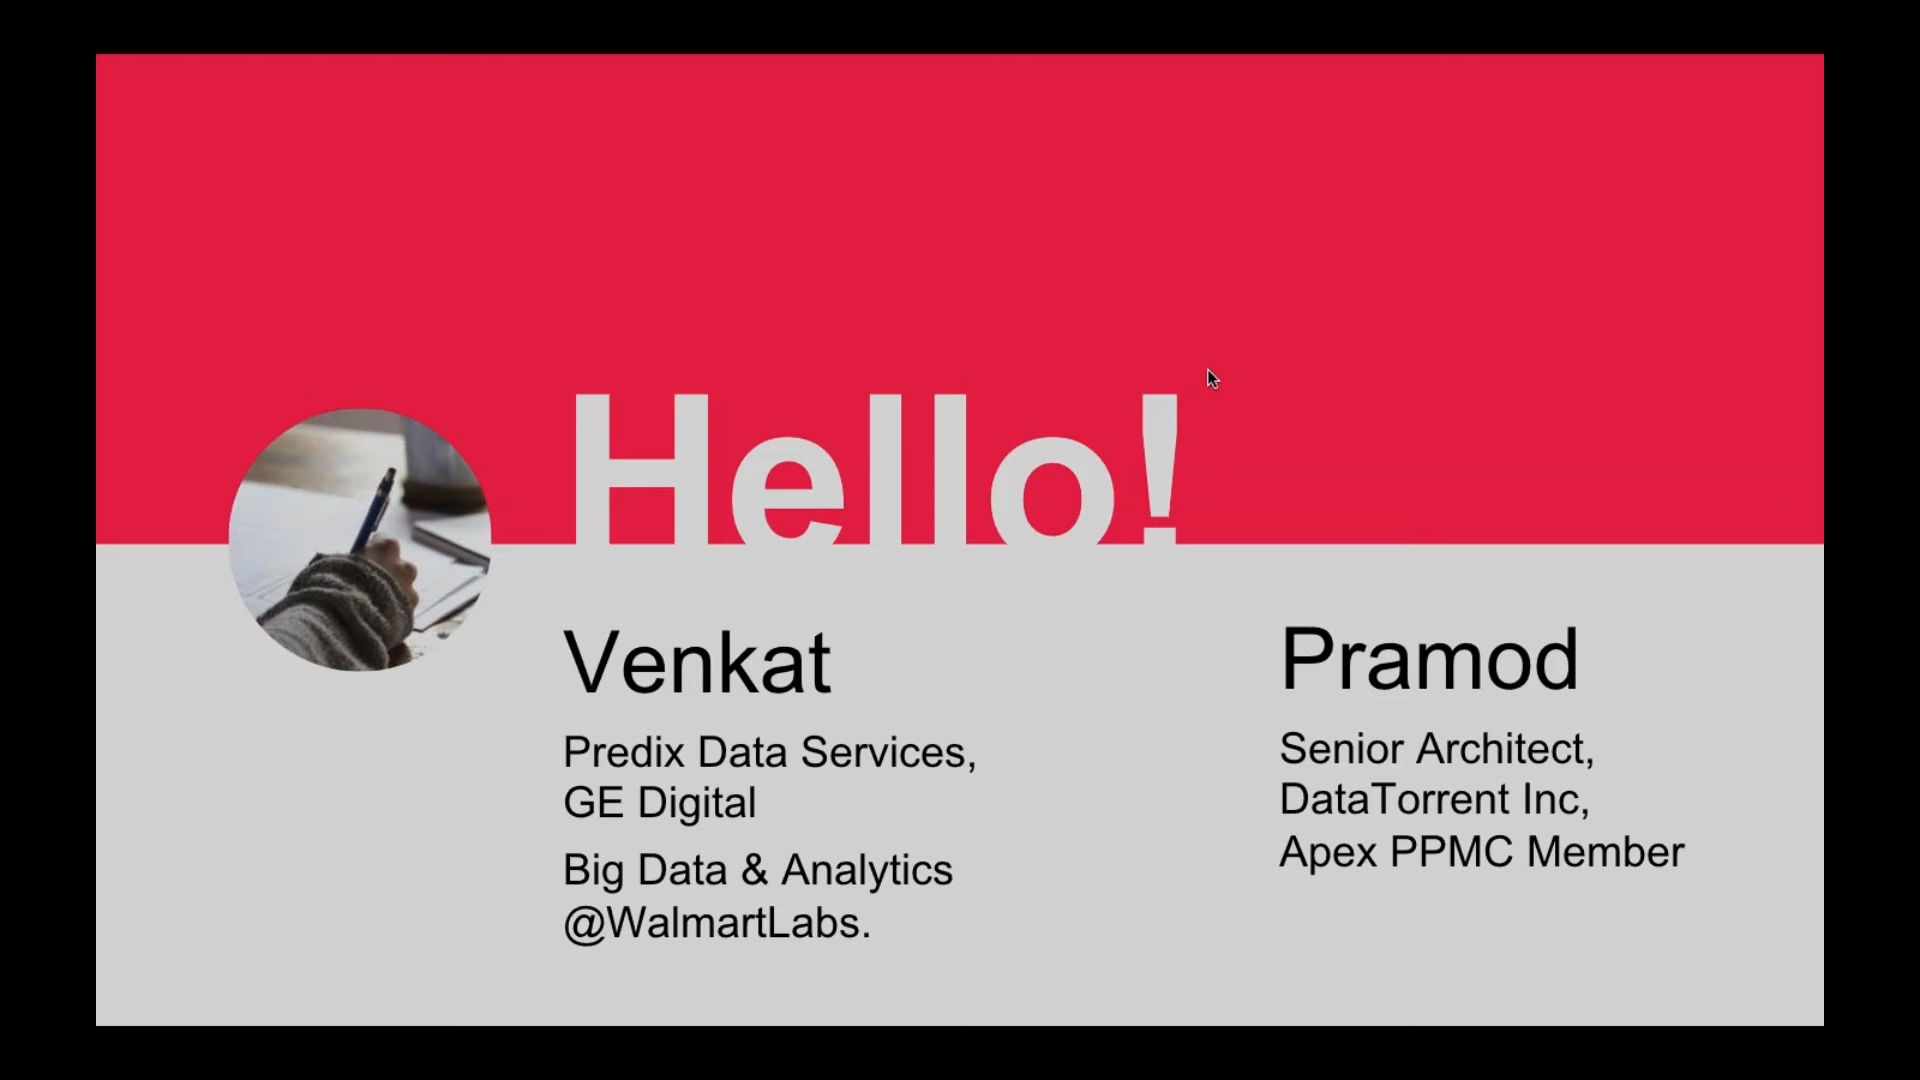 Hello!
Venkat
Predix Data Services,
GE Digital
Big Data & Analytics
@WalmartLabs.
Pramod
Senior Architect,
DataTorrent Inc,
Apex PPMC Member